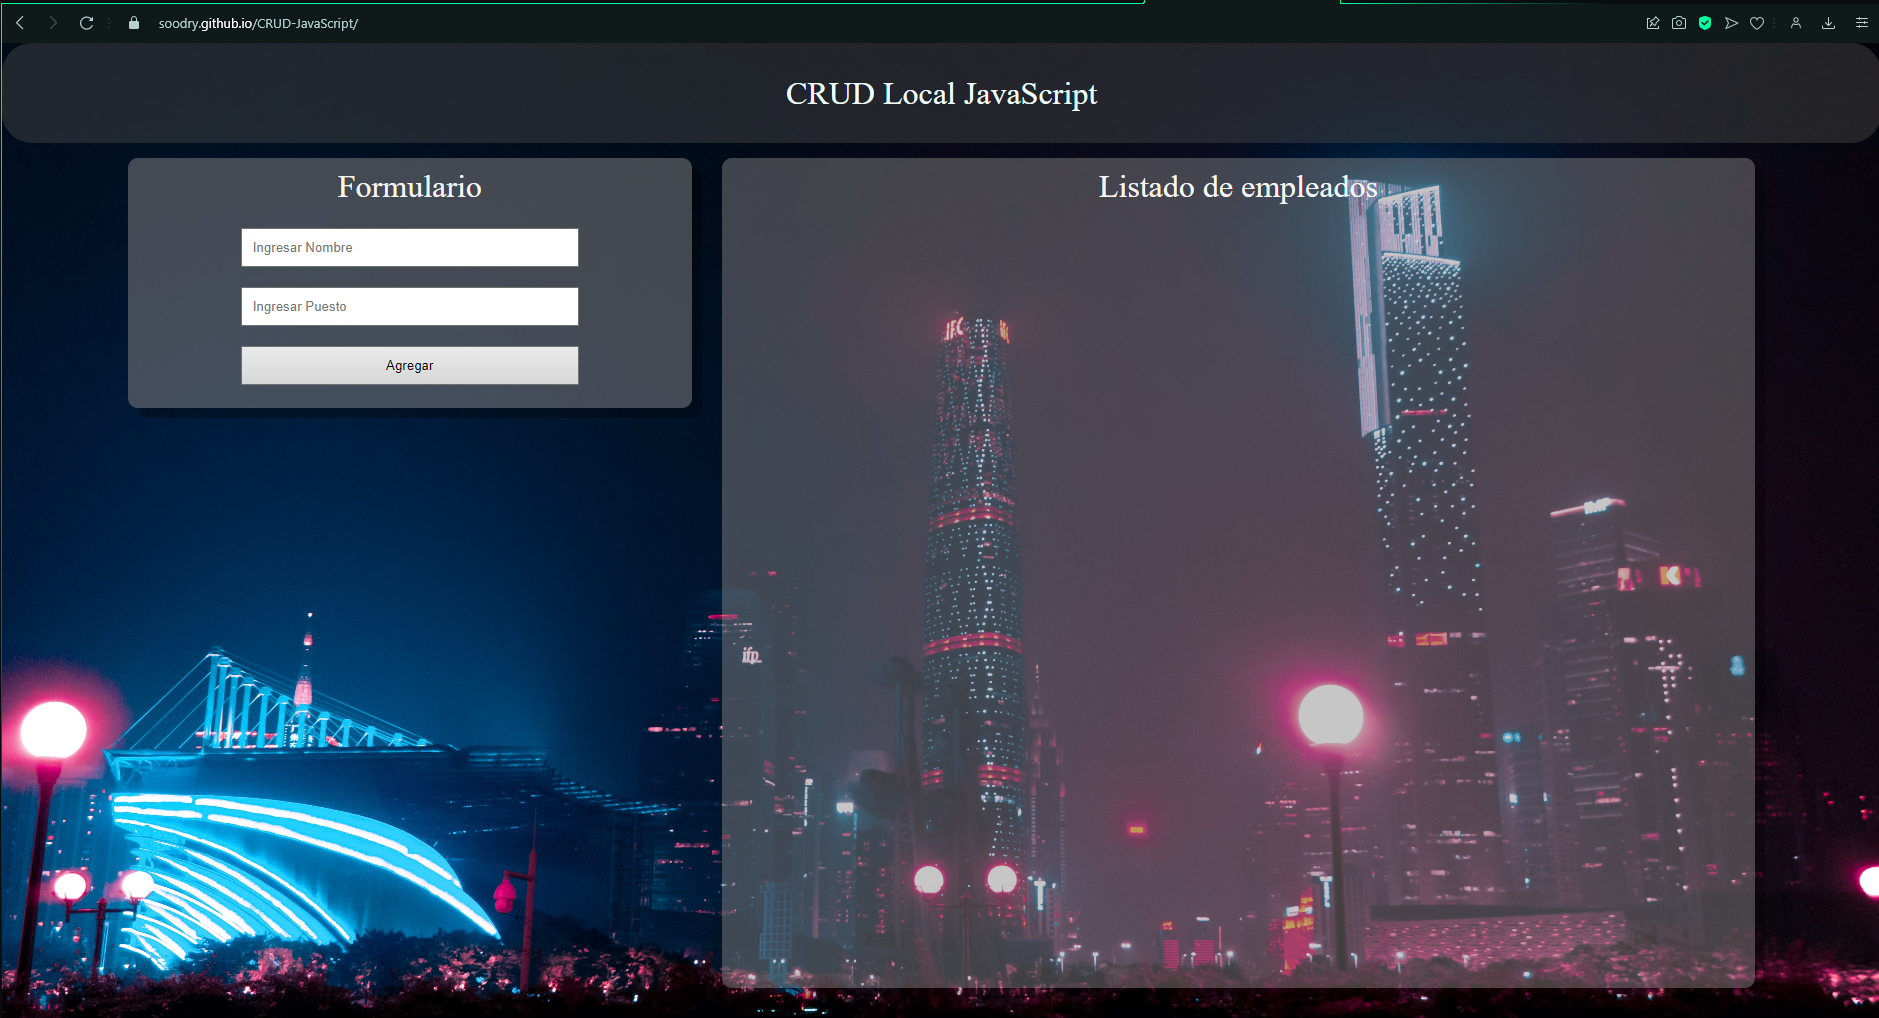 soodry.github.io/CRUD-JavaScript/
CRUD Local JavaScript
Formulario
Ingresar Nombre
Ingresar Puesto
Agregar
Listado de empleados
IFC
ifp